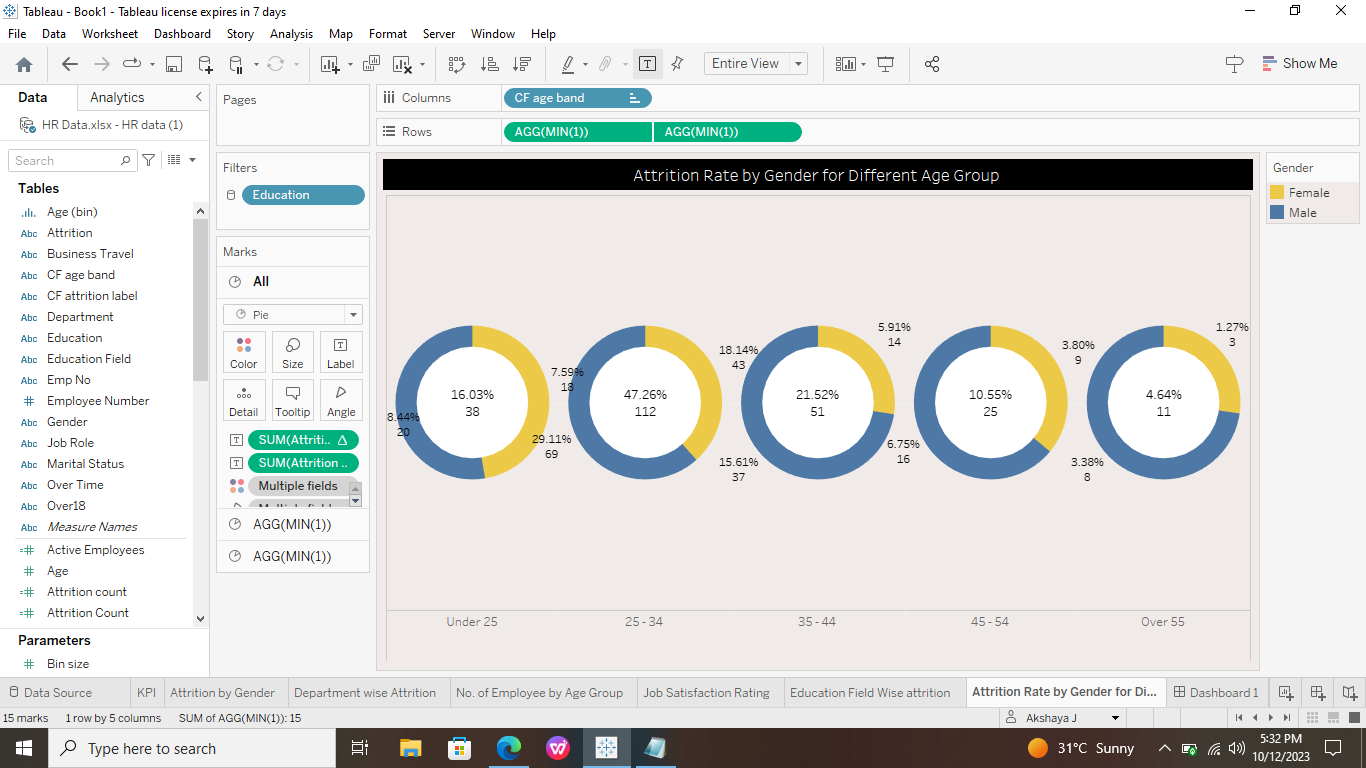 Tableau - Book1 - Tableau license expires in 7 days
File Data Worksheet Dashboard Story Analysis Map Format Server Window Help
Entire View
Show Me
Data Analytics
HR Data.xlsx - HR data (1)
Search
Tables
Age (bin)
Attrition
Business Travel
CF age band
CF attrition label
Department
Education
Education Field
Emp No
Employee Number
Gender
Job Role
Marital Status
Over Time
Over18
Measure Names
Active Employees
Age
Attrition count
Attrition Count
Parameters
Bin size
Pages
Filters
Education
Marks
All
Pie
Color Size Label
Detail Tooltip Angle
SUM(Attriti..
SUM(Attrition ..
Multiple fields
AGG(MIN(1))
AGG(MIN(1))
Columns CF age band
Rows AGG(MIN(1)) AGG(MIN(1))
Attrition Rate by Gender for Different Age Group
16.03%
38
7.59%
18
8.44%
20
47.26%
112
18.14%
43
29.11%
69
21.52%
51
5.91%
14
15.61%
37
10.55%
25
3.80%
9
6.75%
16
4.64%
11
1.27%
3
3.38%
8
Under 25 25 - 34 35 - 44 45 - 54 Over 55
Gender
Female
Male
Data Source KPI Attrition by Gender Department wise Attrition No. of Employee by Age Group Job Satisfaction Rating Education Field Wise attrition Attrition Rate by Gender for Di... Dashboard 1
15 marks 1 row by 5 columns SUM of AGG(MIN(1)): 15 Akshaya J
Type here to search
31°C Sunny
5:32 PM
10/12/2023